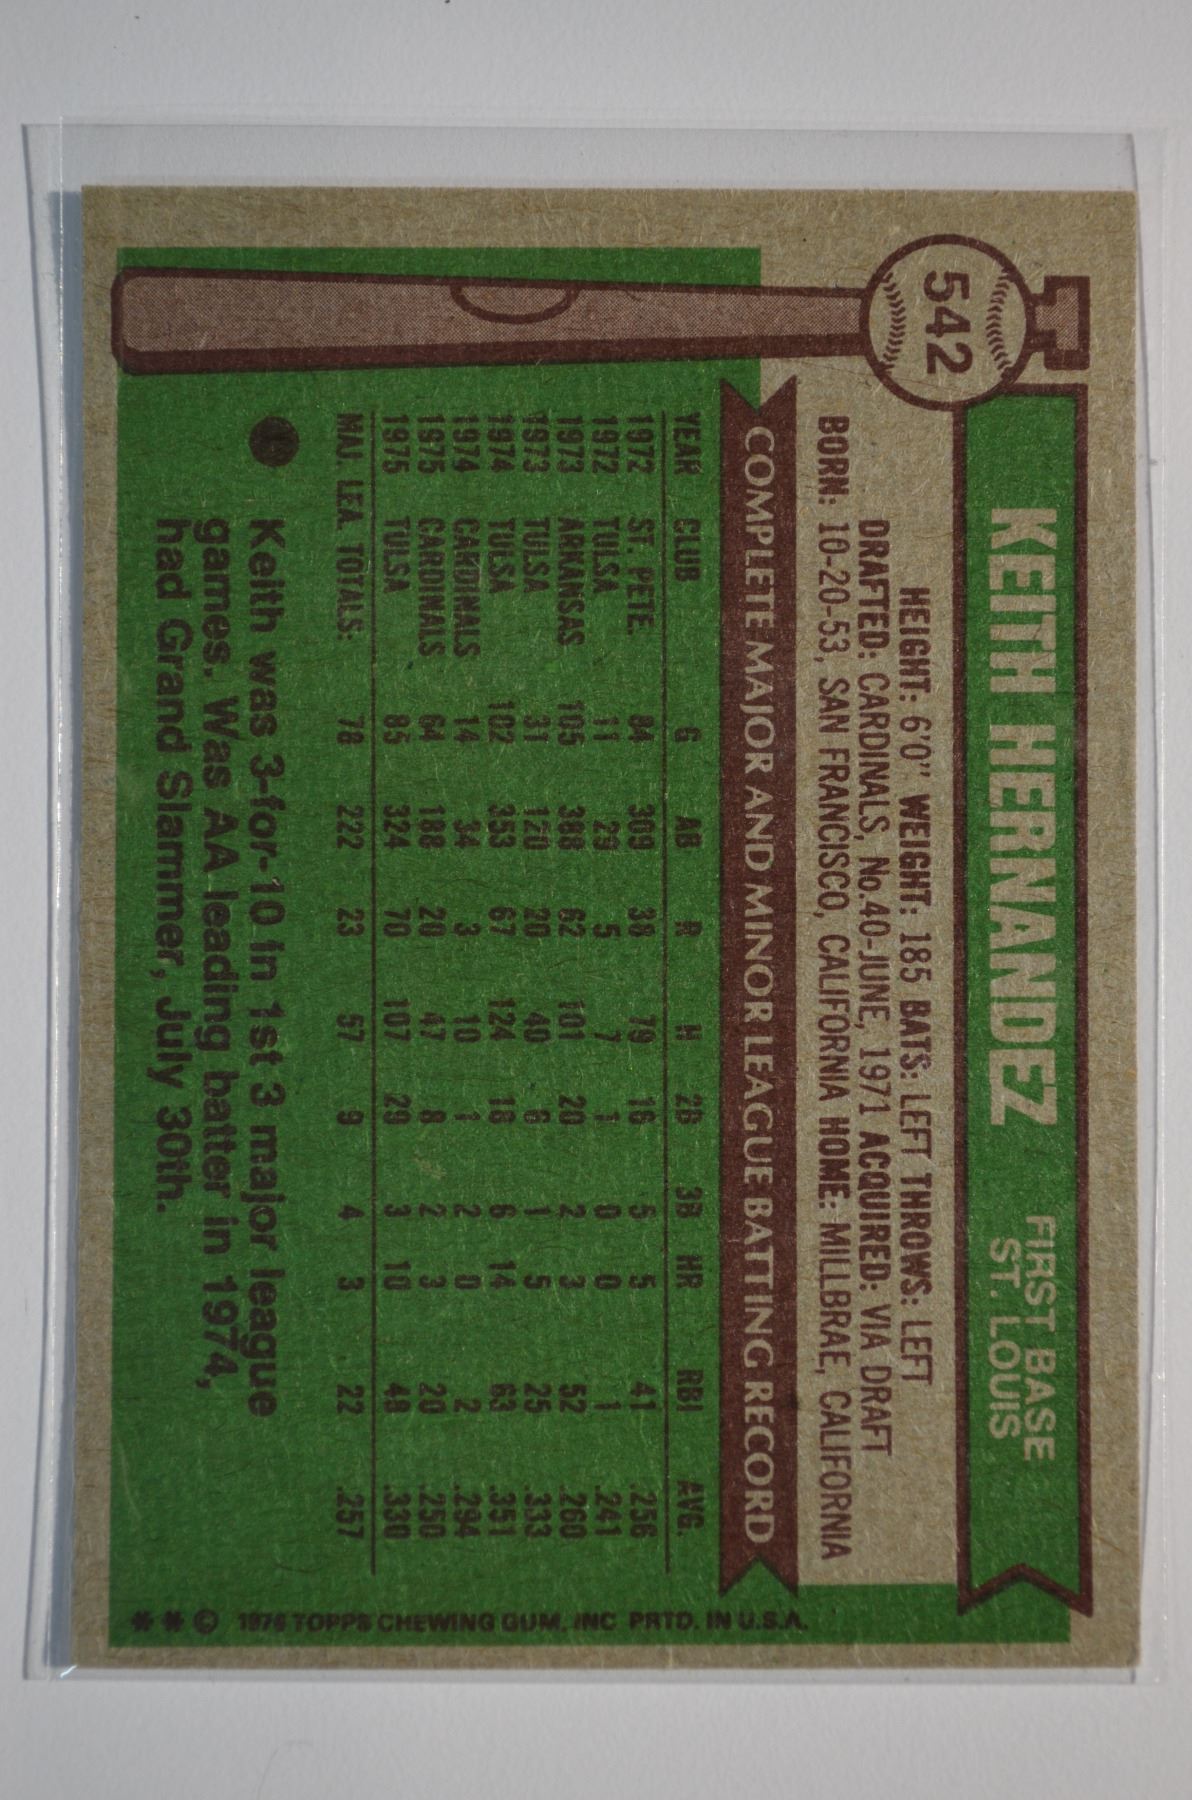 542
KEITH HERNANDEZ
FIRST BASE
ST. LOUIS
HEIGHT: 6'0" WEIGHT: 185 BATS: LEFT THROWS: LEFT
DRAFTED: CARDINALS, No.40-JUNE, 1971 ACQUIRED: VIA DRAFT
BORN: 10-20-53, SAN FRANCISCO, CALIFORNIA HOME: MILLBRAE, CALIFORNIA
COMPLETE MAJOR AND MINOR LEAGUE BATTING RECORD
YEAR CLUB G AB R H 2B 3B HR RBI AVG.
1972 ST. PETE. 84 309 38 79 16 5 5 41 .256
1972 TULSA 11 29 5 7 1 0 0 1 .241
1973 ARKANSAS 105 388 62 101 20 2 3 52 .260
1973 TULSA 31 120 20 40 6 1 5 25 .333
1974 TULSA 102 353 67 124 18 6 14 63 .351
1974 CARDINALS 14 34 3 10 1 2 0 2 .294
1975 CARDINALS 64 188 20 47 8 2 3 20 .250
1975 TULSA 85 324 70 107 29 3 10 48 .330
MAJ. LEA. TOTALS: 78 222 23 57 9 4 3 22 .257
Keith was 3-for-10 in 1st 3 major league
games. Was AA leading batter in 1974,
had Grand Slammer, July 30th.
✱ ✱ © 1976 TOPPS CHEWING GUM, INC PRTD. IN U.S.A.